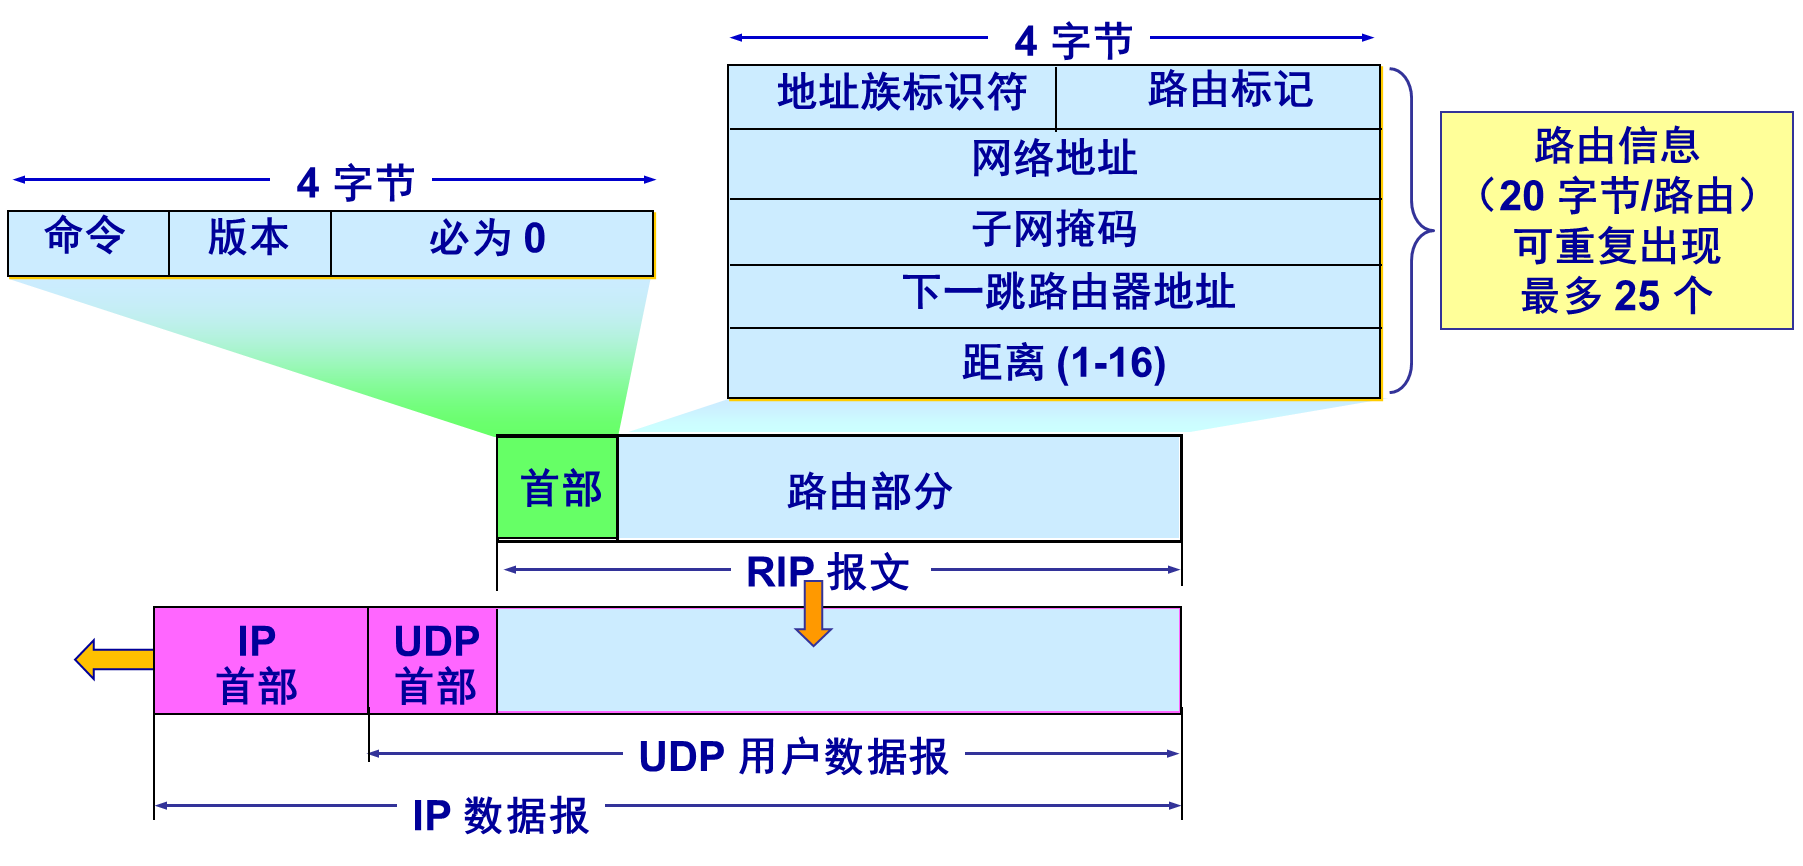 4 字节
地址族标识符
路由标记
网络地址
子网掩码
下一跳路由器地址
距离 (1-16)
路由信息
（20 字节/路由）
可重复出现
最多 25 个
4 字节
命令
版本
必为 0
首部
路由部分
RIP 报文
IP
首部
UDP
首部
UDP 用户数据报
IP 数据报